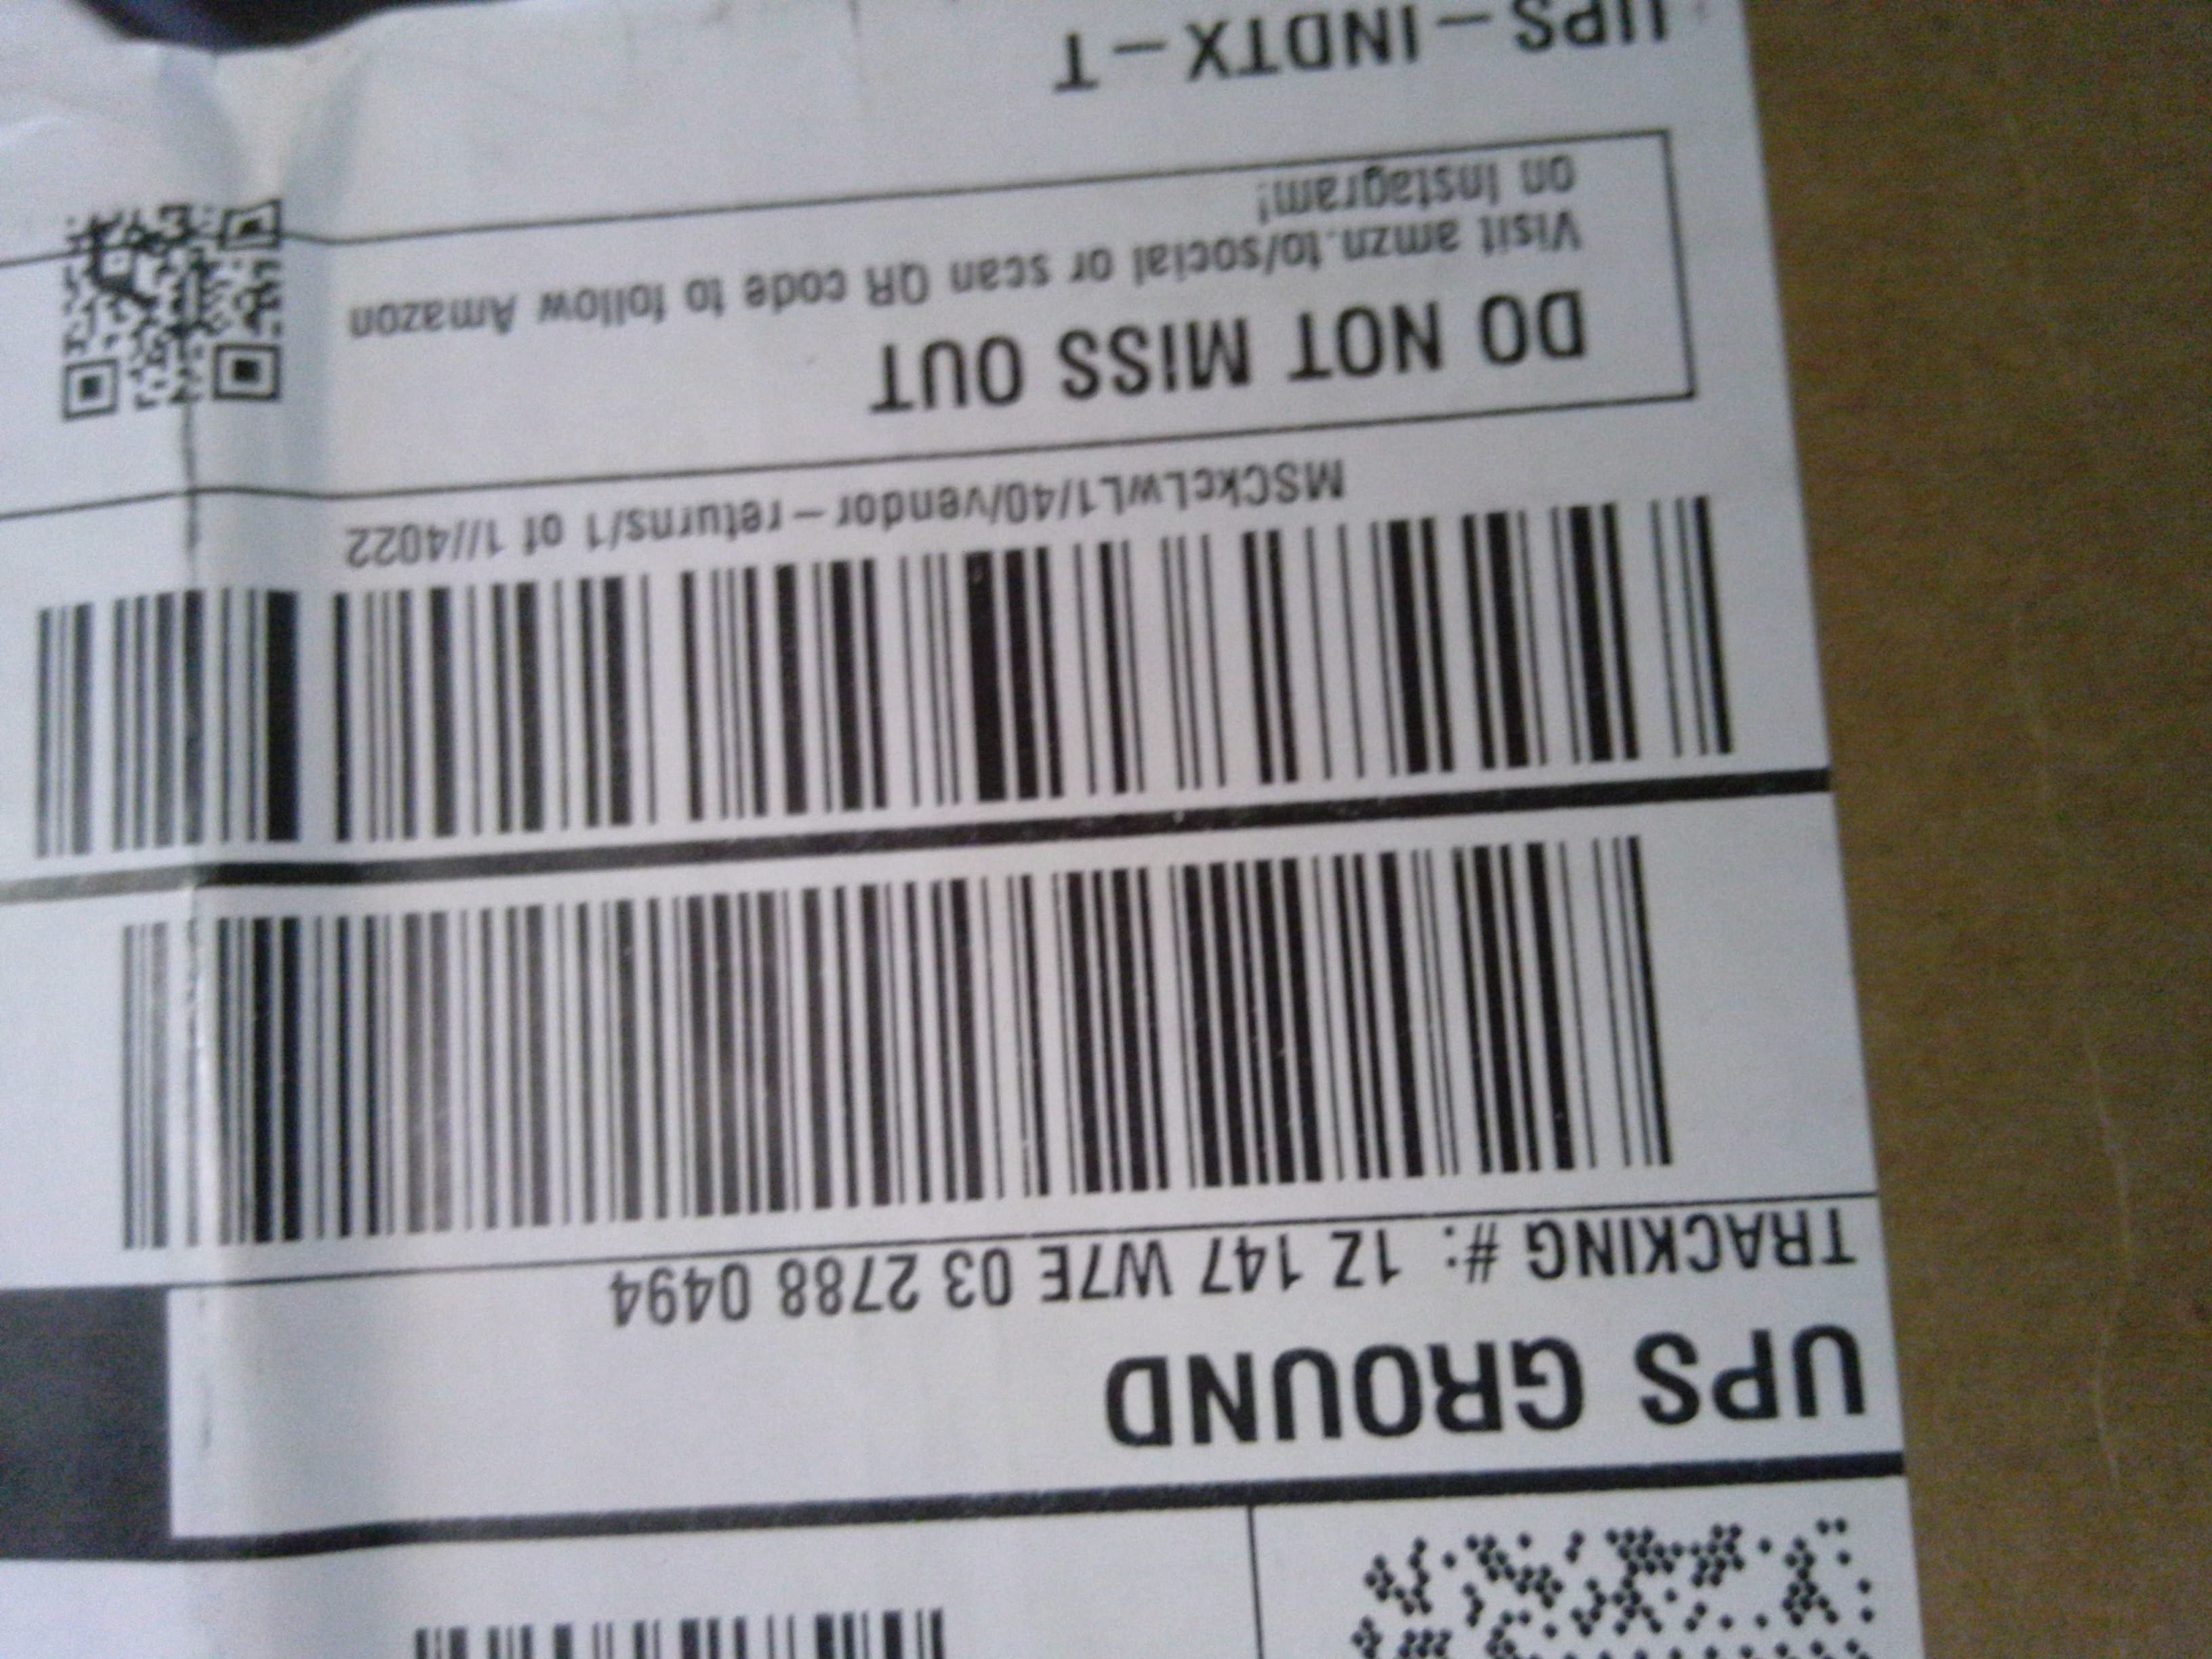 UPS GROUND
TRACKING #: 1Z 147 W7E 03 2788 0494
MSCkcLwL1/40/vendor-returns/1 of 1//4022
DO NOT MISS OUT
Visit amzn.to/social or scan QR code to follow Amazon
on Instagram!
UPS-INDTX-T